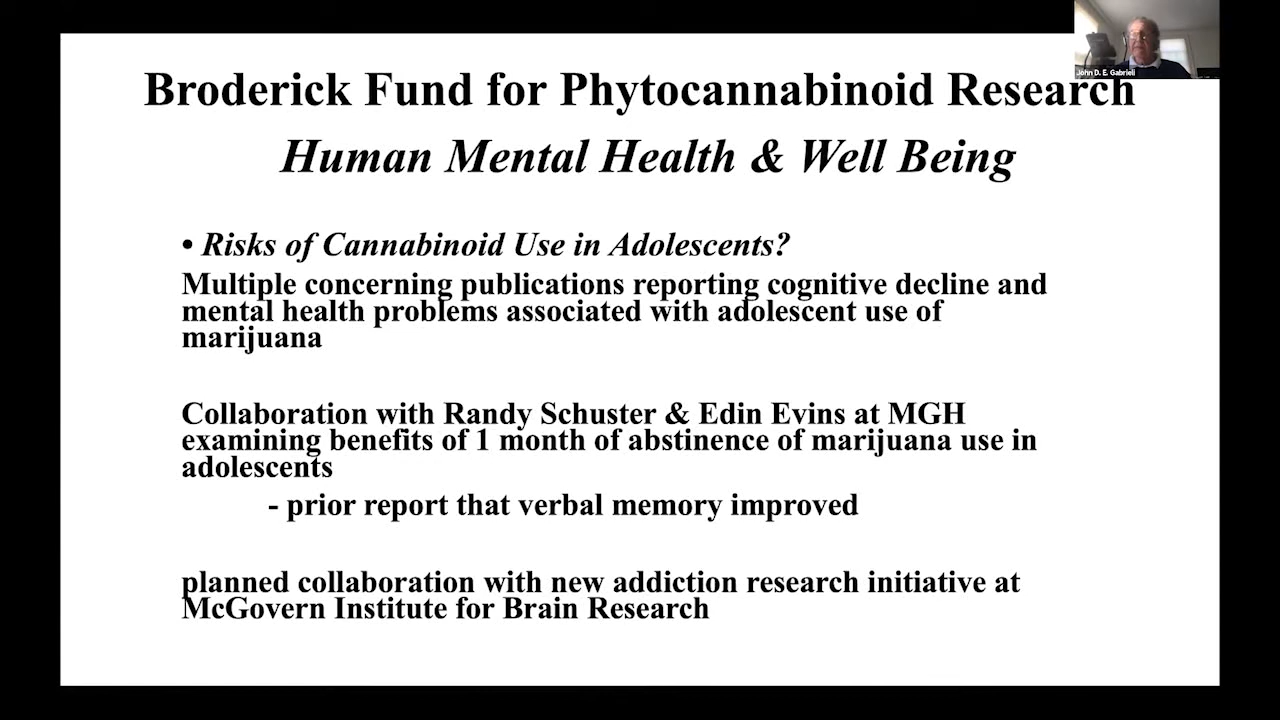 John D. E. Gabrieli
Broderick Fund for Phytocannabinoid Research
Human Mental Health & Well Being
• Risks of Cannabinoid Use in Adolescents?
Multiple concerning publications reporting cognitive decline and
mental health problems associated with adolescent use of
marijuana
Collaboration with Randy Schuster & Edin Evins at MGH
examining benefits of 1 month of abstinence of marijuana use in
adolescents
- prior report that verbal memory improved
planned collaboration with new addiction research initiative at
McGovern Institute for Brain Research